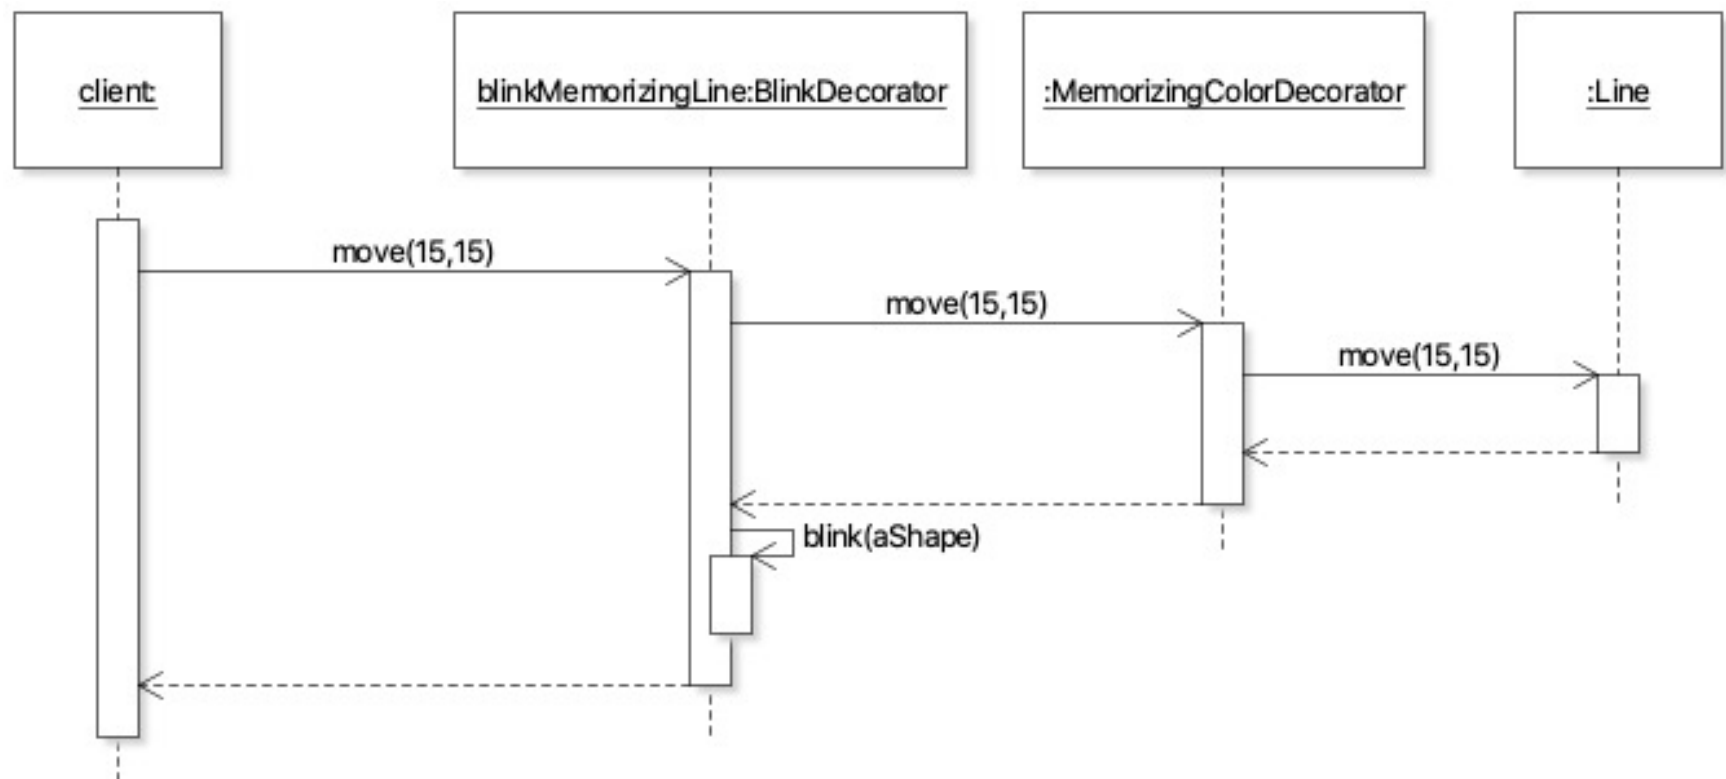 client:
blinkMemorizingLine:BlinkDecorator
:MemorizingColorDecorator
:Line
move(15,15)
move(15,15)
move(15,15)
blink(aShape)